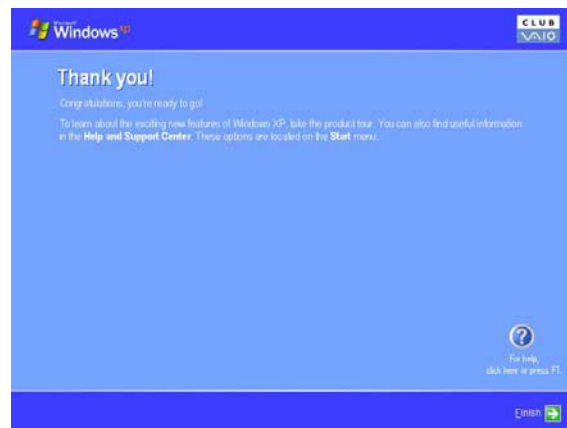 Microsoft
Windows xp
CLUB
VAIO
Thank you!
Congratulations, you're ready to go!
To learn about the exciting new features of Windows XP, take the product tour. You can also find useful information
in the Help and Support Center. These options are located on the Start menu.
For help,
click here or press F1.
Finish